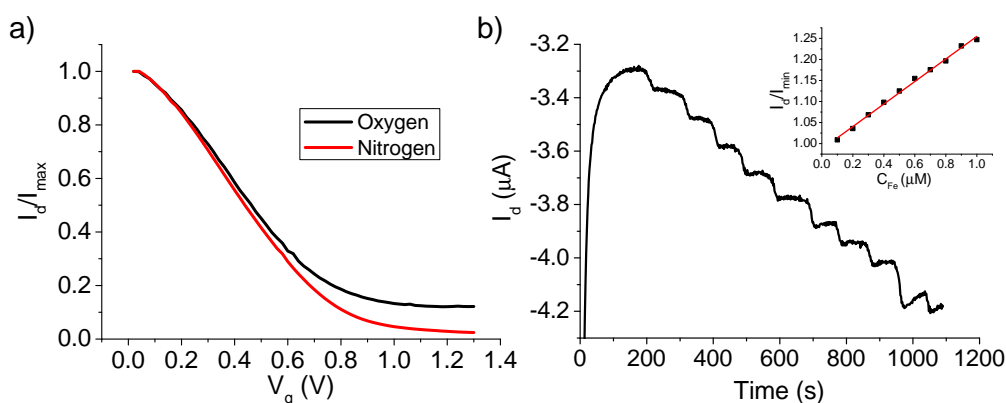 a)
I_d/I_max
1.0
0.8
0.6
0.4
0.2
0.0
Oxygen
Nitrogen
0.0 0.2 0.4 0.6 0.8 1.0 1.2 1.4
V_g (V)
b)
I_d (µA)
-3.2
-3.4
-3.6
-3.8
-4.0
-4.2
0 200 400 600 800 1000 1200
Time (s)
I_d/I_min
1.25
1.20
1.15
1.10
1.05
1.00
0.0 0.2 0.4 0.6 0.8 1.0
C_Fe (µM)